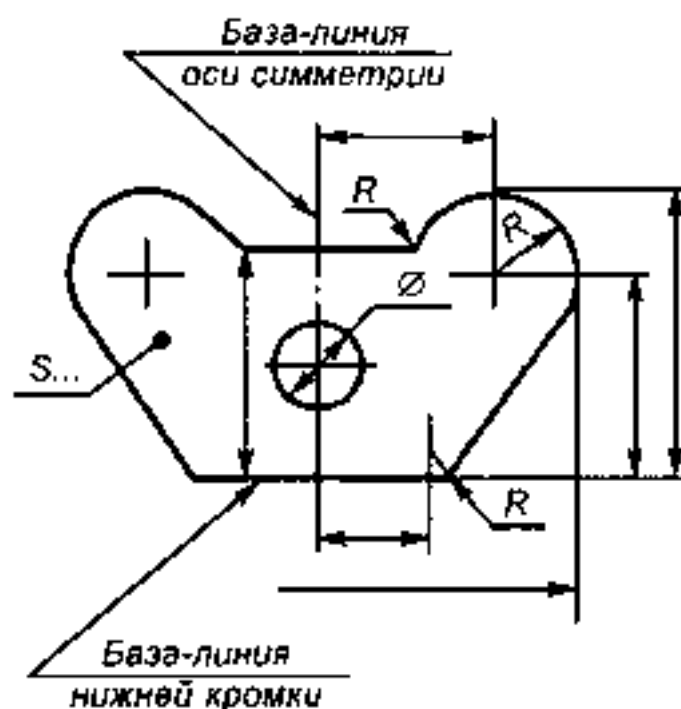 База-линия
оси симметрии
R
R
Ø
S...
R
База-линия
нижней кромки